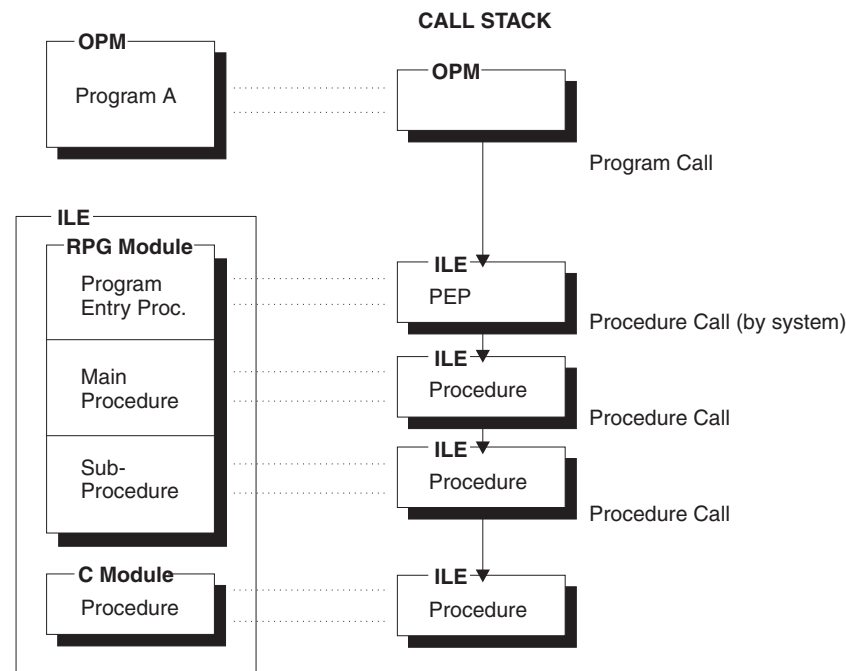 CALL STACK
OPM
Program A
OPM
Program Call
ILE
RPG Module
Program
Entry Proc.
ILE
PEP
Procedure Call (by system)
Main
Procedure
ILE
Procedure
Procedure Call
Sub-
Procedure
ILE
Procedure
Procedure Call
C Module
Procedure
ILE
Procedure